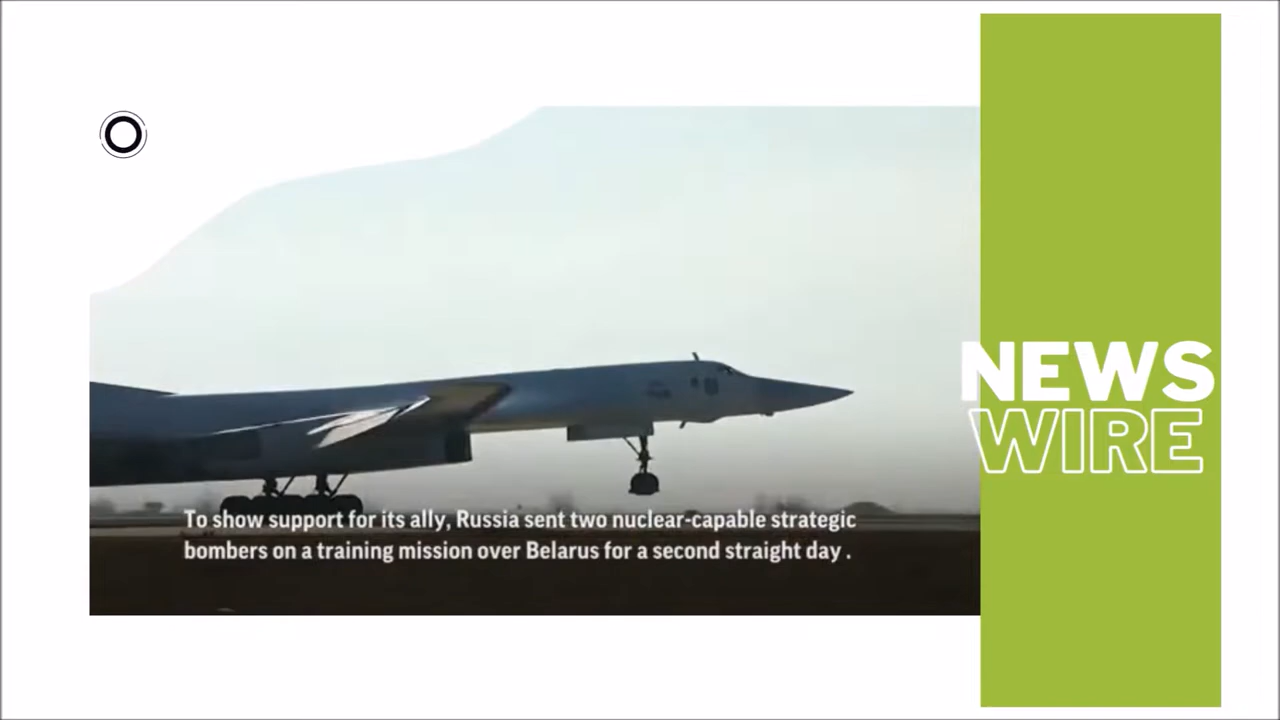 NEWS
WIRE
To show support for its ally, Russia sent two nuclear-capable strategic
bombers on a training mission over Belarus for a second straight day .